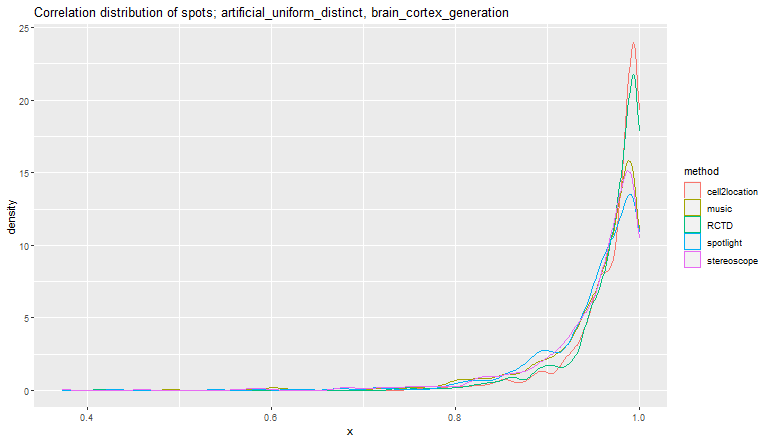 Correlation distribution of spots; artificial_uniform_distinct, brain_cortex_generation
25
20
15
10
5
0
density
0.4
0.6
0.8
1.0
x
method
cell2location
music
RCTD
spotlight
stereoscope